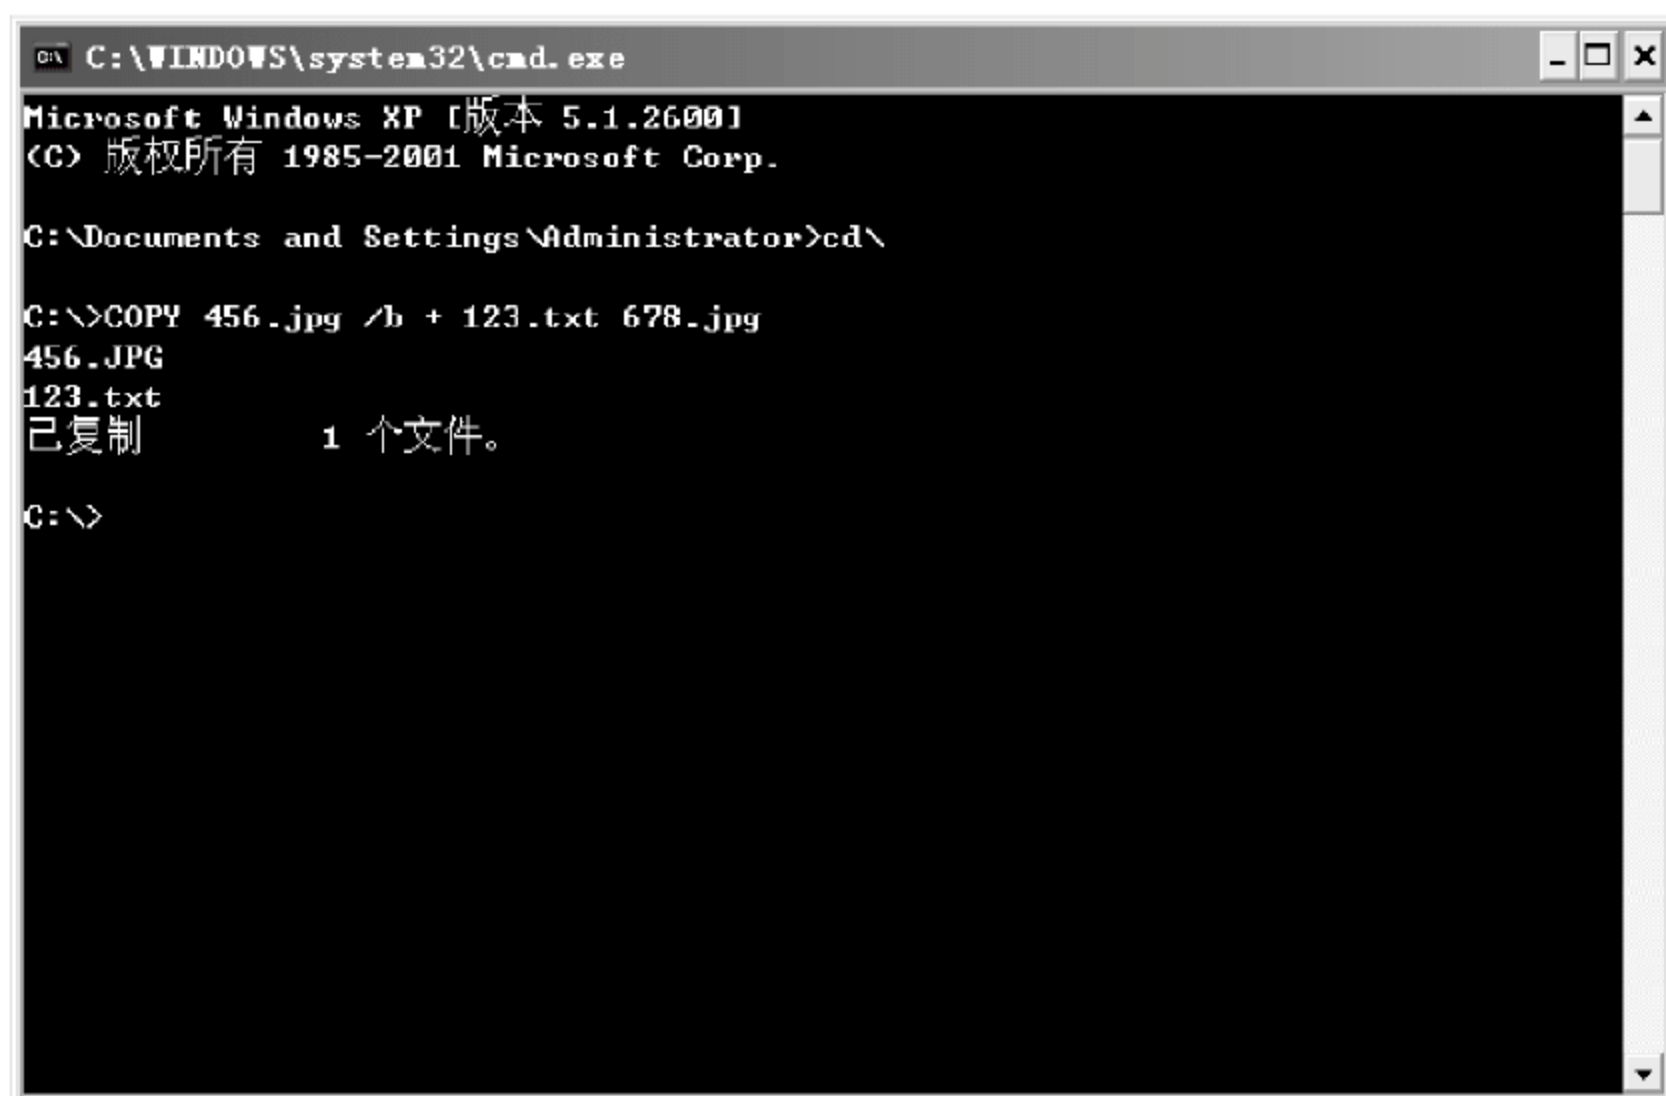 C:\WINDOWS\system32\cmd.exe
Microsoft Windows XP [版本 5.1.2600]
(C) 版权所有 1985-2001 Microsoft Corp.
C:\Documents and Settings\Administrator>cd\
C:\>COPY 456.jpg /b + 123.txt 678.jpg
456.JPG
123.txt
已复制         1 个文件。
C:\>